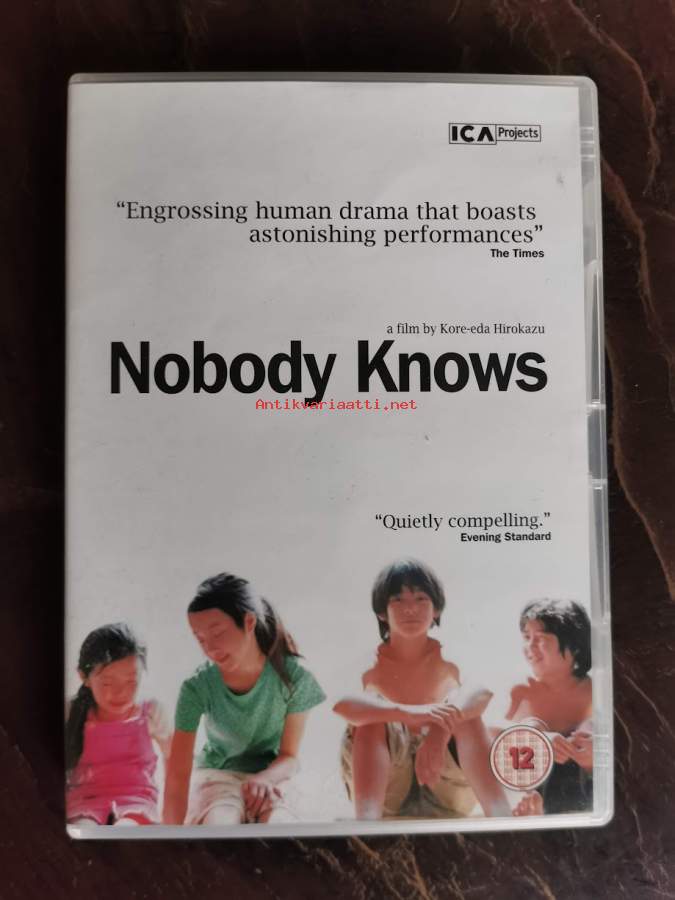 ICA Projects
“Engrossing human drama that boasts
astonishing performances”
The Times
a film by Kore-eda Hirokazu
Nobody Knows
Antikvariaatti.net
“Quietly compelling.”
Evening Standard
12